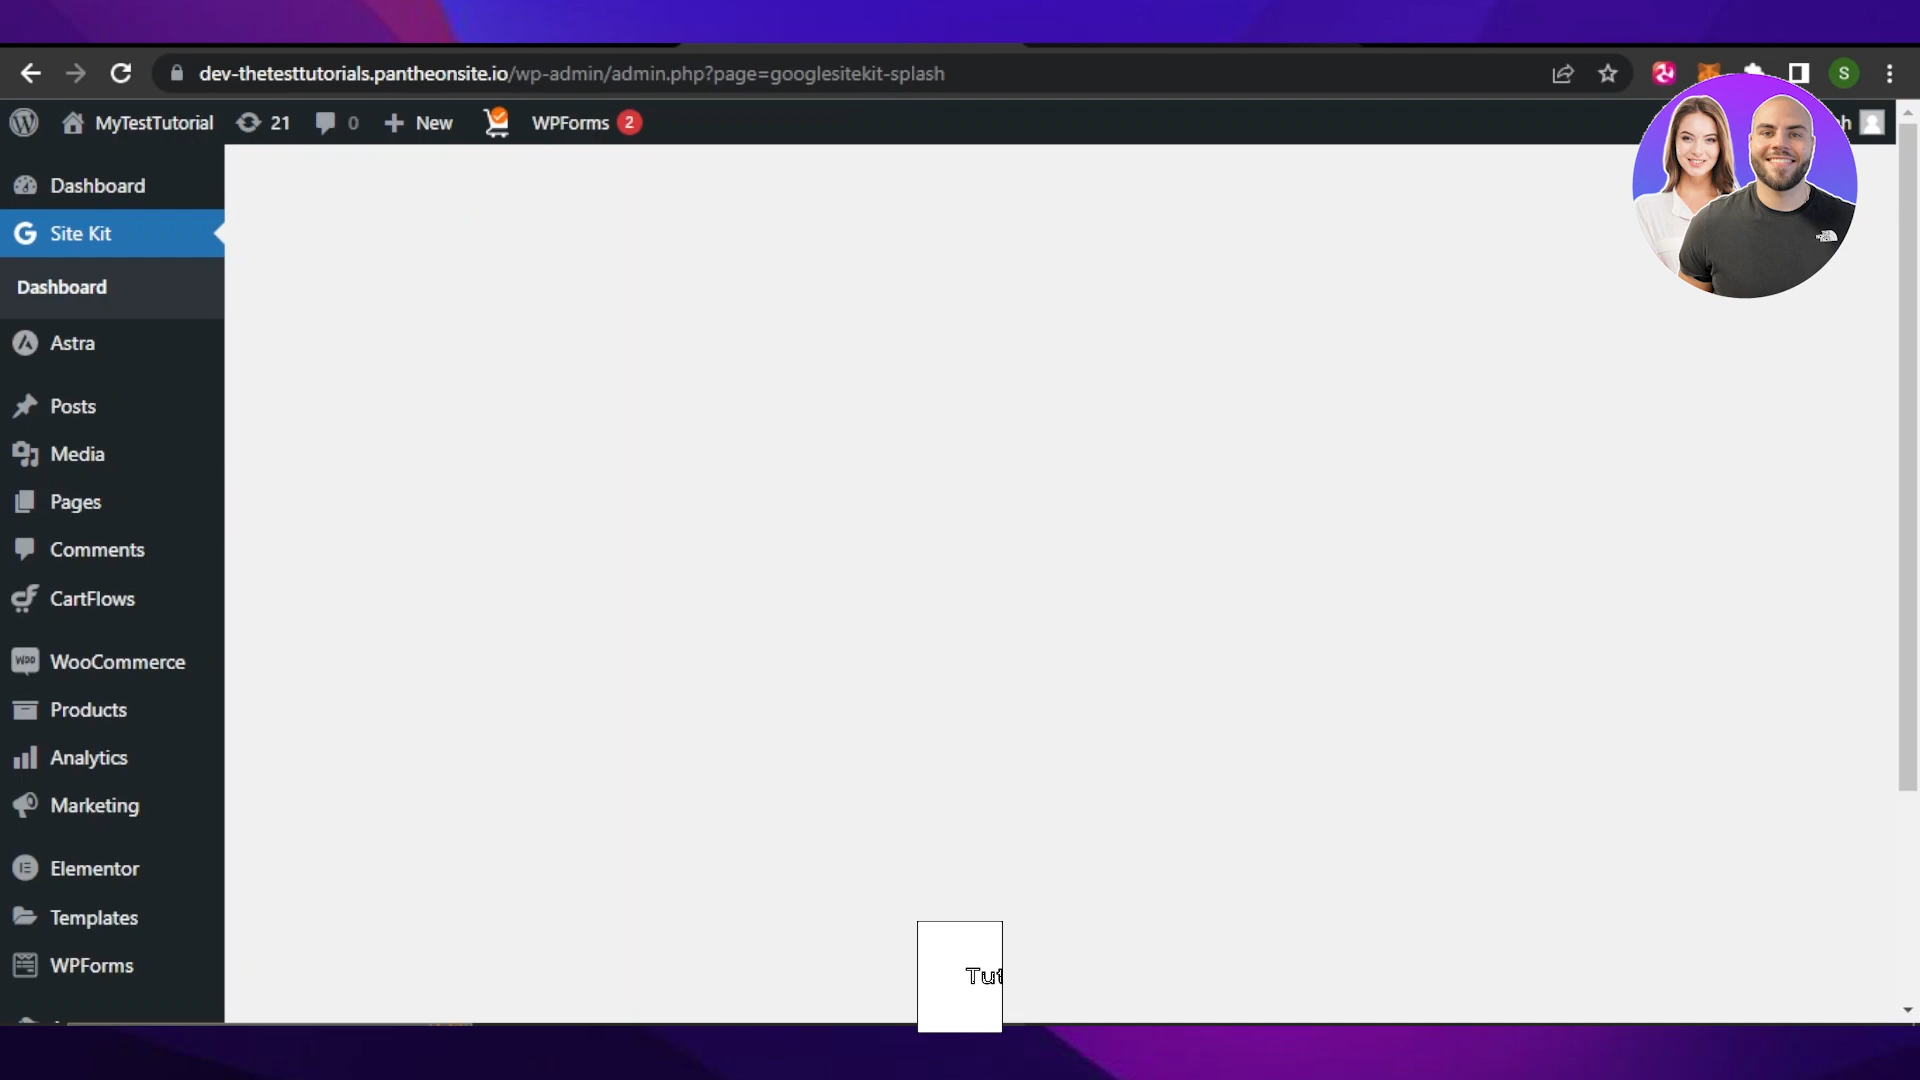 dev-thetesttutorials.pantheonsite.io/wp-admin/admin.php?page=googlesitekit-splash
S
MyTestTutorial 21 0 New WPForms 2
Dashboard
Site Kit
Dashboard
Astra
Posts
Media
Pages
Comments
CartFlows
WooCommerce
Products
Analytics
Marketing
Elementor
Templates
WPForms